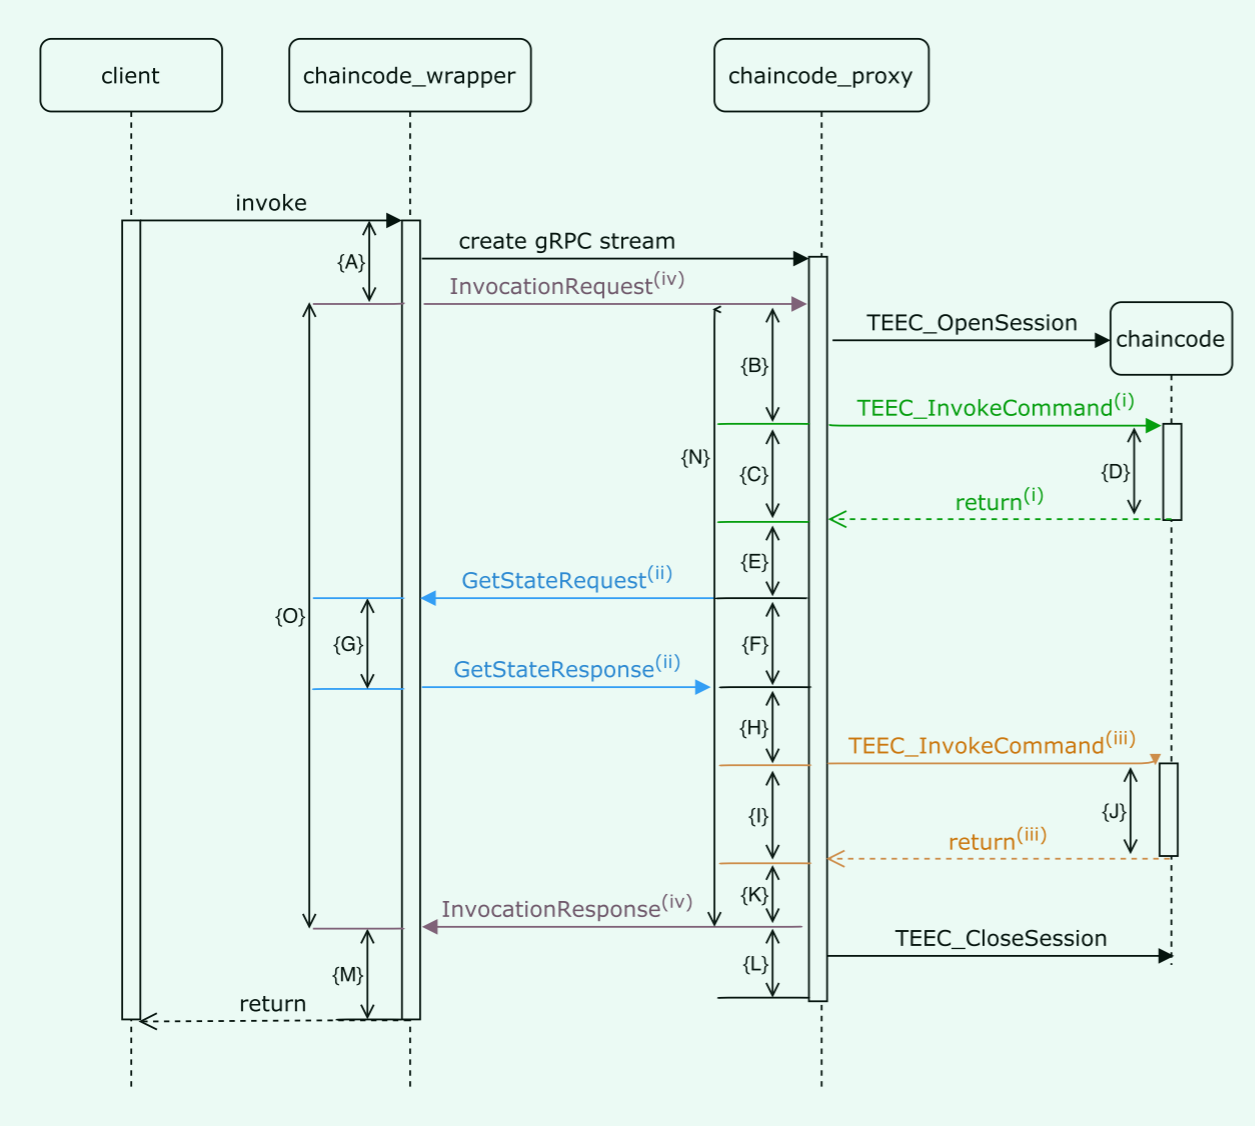 client
chaincode_wrapper
chaincode_proxy
invoke
create gRPC stream
{A}
InvocationRequest(iv)
TEEC_OpenSession
chaincode
{B}
TEEC_InvokeCommand(i)
{N}
{C}
{D}
return(i)
{E}
GetStateRequest(ii)
{O}
{G}
{F}
GetStateResponse(ii)
{H}
TEEC_InvokeCommand(iii)
{I}
{J}
return(iii)
{K}
InvocationResponse(iv)
TEEC_CloseSession
{M}
{L}
return